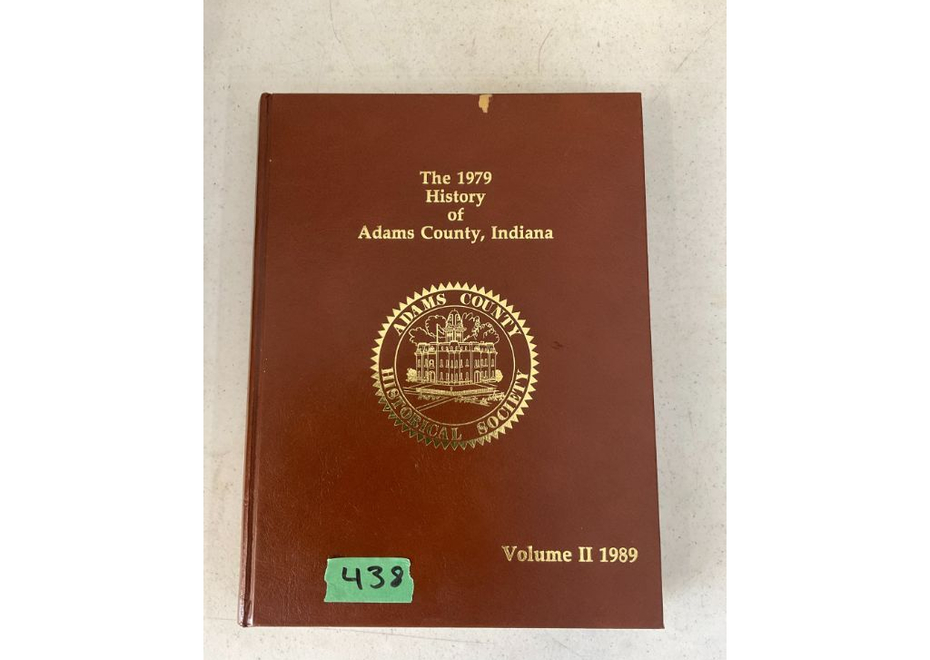 The 1979
History
of
Adams County, Indiana
ADAMS COUNTY
HISTORICAL SOCIETY
Volume II 1989
438